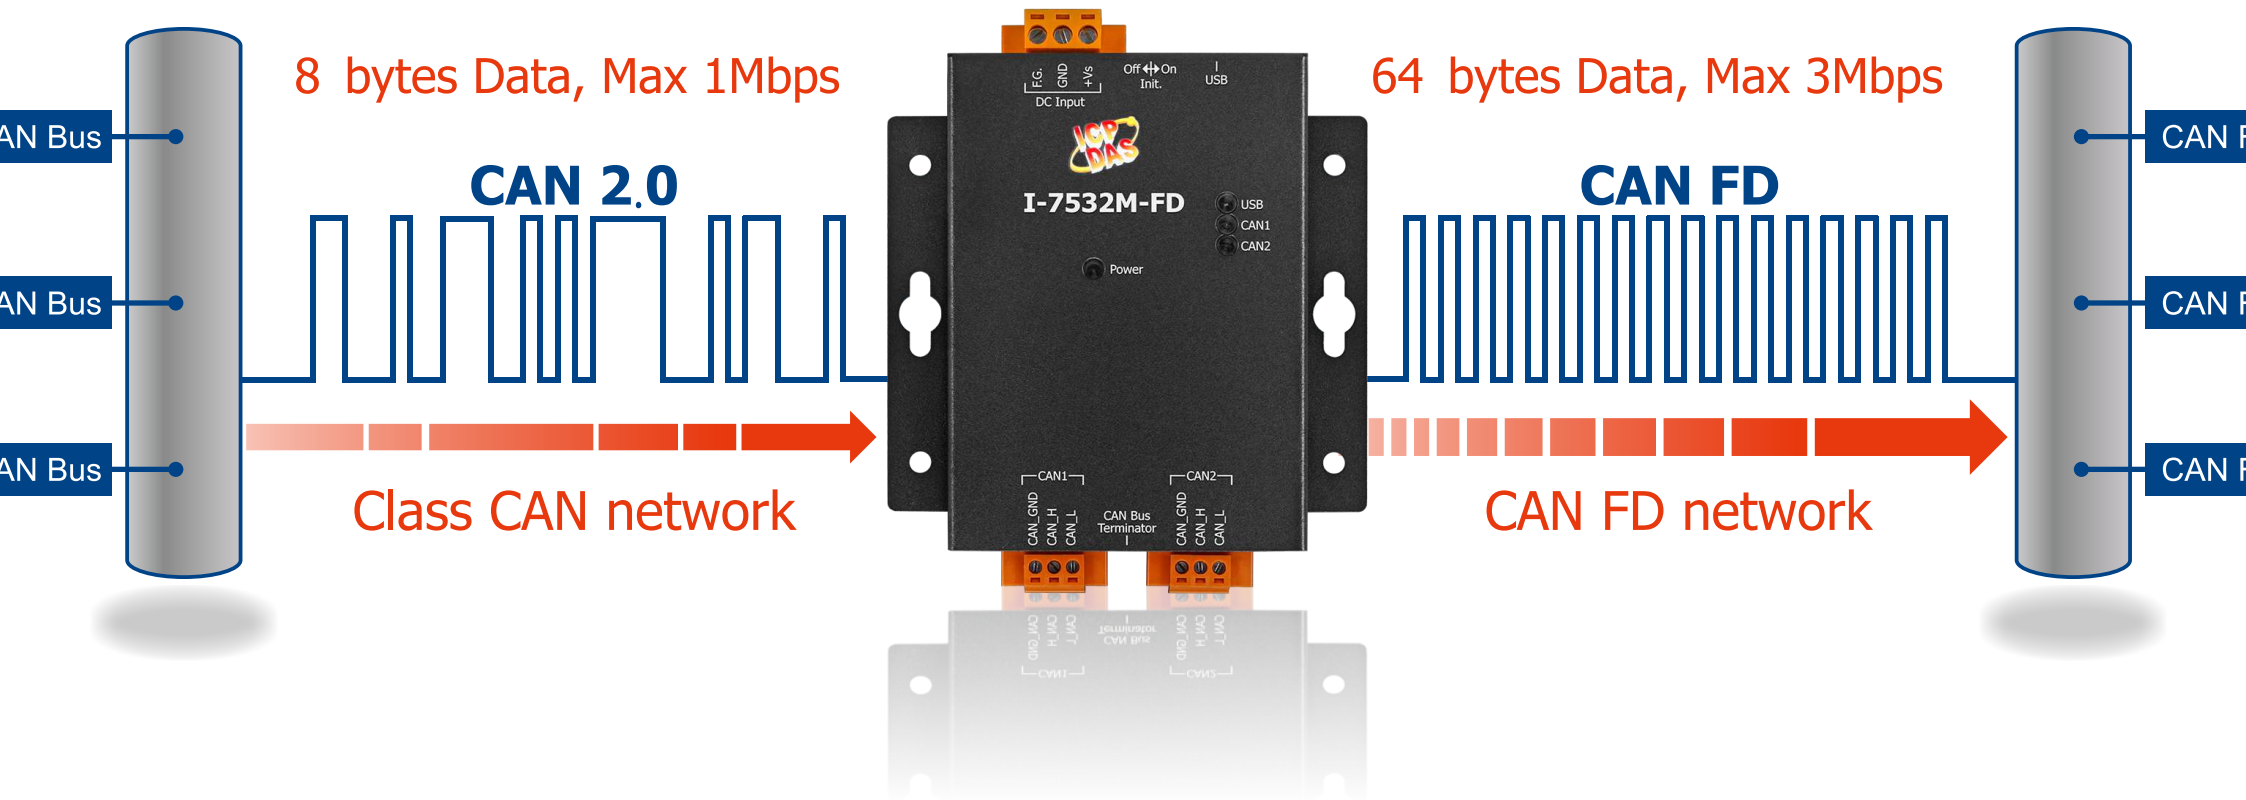 8 bytes Data, Max 1Mbps
64 bytes Data, Max 3Mbps
AN Bus
AN Bus
AN Bus
CAN 2.0
CAN FD
Class CAN network
CAN FD network
CAN F
CAN F
CAN F
F.G.
GND
+Vs
DC Input
Off On
Init.
USB
ICP
DAS
I-7532M-FD
USB
CAN1
CAN2
Power
CAN1
CAN_GND
CAN_H
CAN_L
CAN Bus
Terminator
CAN2
CAN_GND
CAN_H
CAN_L